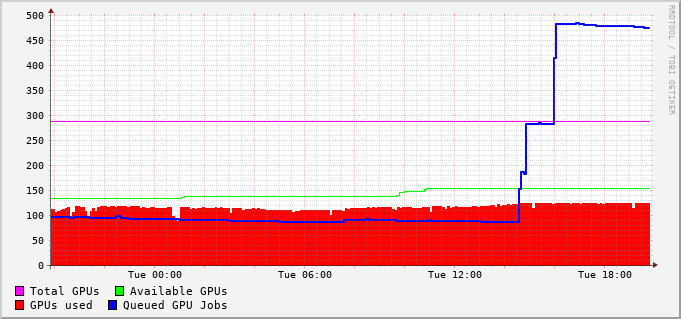 500
450
400
350
300
250
200
150
100
50
0
Tue 00:00 Tue 06:00 Tue 12:00 Tue 18:00
Total GPUs Available GPUs
GPUs used Queued GPU Jobs
RRDTOOL / TOBI OETIKER